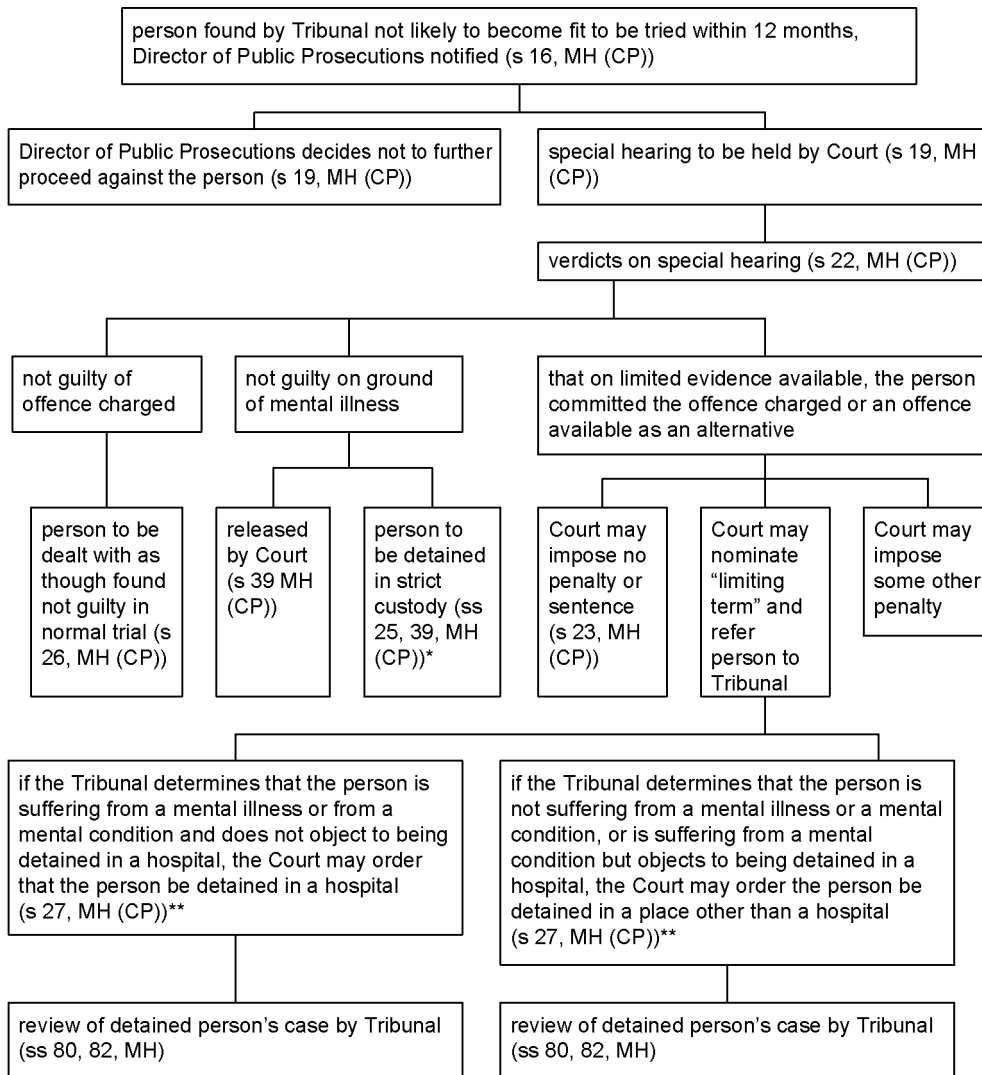 person found by Tribunal not likely to become fit to be tried within 12 months,
Director of Public Prosecutions notified (s 16, MH (CP))
Director of Public Prosecutions decides not to further
proceed against the person (s 19, MH (CP))
special hearing to be held by Court (s 19, MH
(CP))
verdicts on special hearing (s 22, MH (CP))
not guilty of
offence charged
not guilty on ground
of mental illness
that on limited evidence available, the person
committed the offence charged or an offence
available as an alternative
person to be
dealt with as
though found
not guilty in
normal trial (s
26, MH (CP))
released
by Court
(s 39 MH
(CP))
person to
be detained
in strict
custody (ss
25, 39, MH
(CP))*
Court may
impose no
penalty or
sentence
(s 23, MH
(CP))
Court may
nominate
“limiting
term” and
refer
person to
Tribunal
Court may
impose
some other
penalty
if the Tribunal determines that the person is
suffering from a mental illness or from a
mental condition and does not object to being
detained in a hospital, the Court may order
that the person be detained in a hospital
(s 27, MH (CP))**
if the Tribunal determines that the person is
not suffering from a mental illness or a mental
condition, or is suffering from a mental
condition but objects to being detained in a
hospital, the Court may order the person be
detained in a place other than a hospital
(s 27, MH (CP))**
review of detained person’s case by Tribunal
(ss 80, 82, MH)
review of detained person’s case by Tribunal
(ss 80, 82, MH)